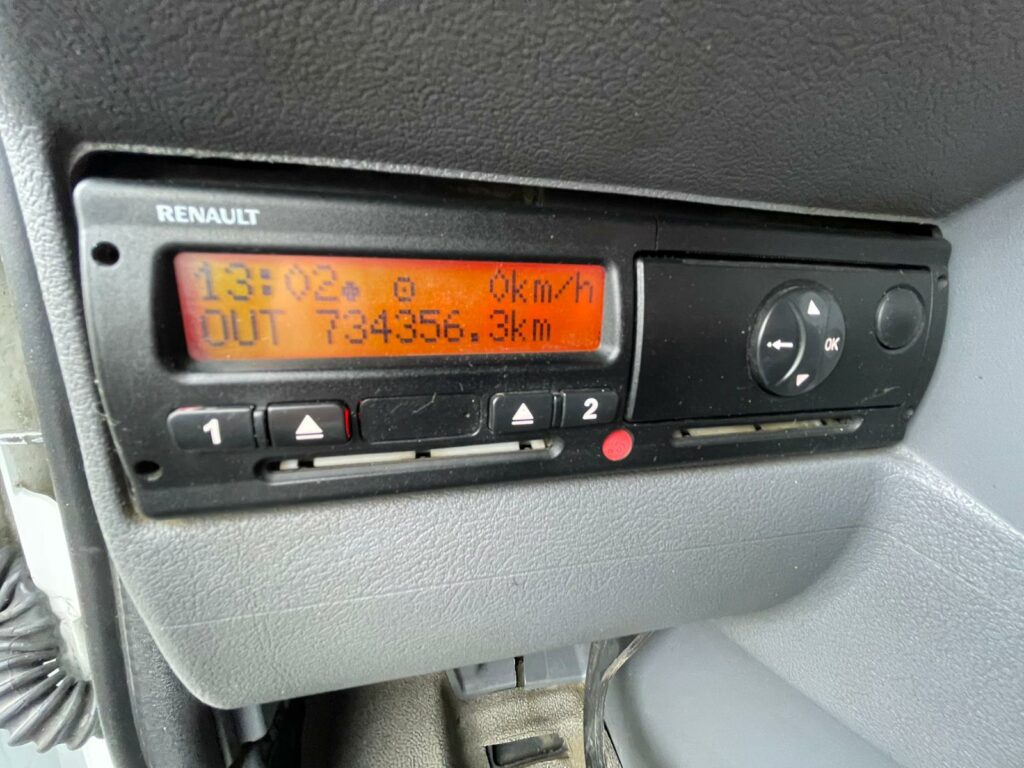 RENAULT
13:02 0km/h
OUT 734356.3km
1 2
OK